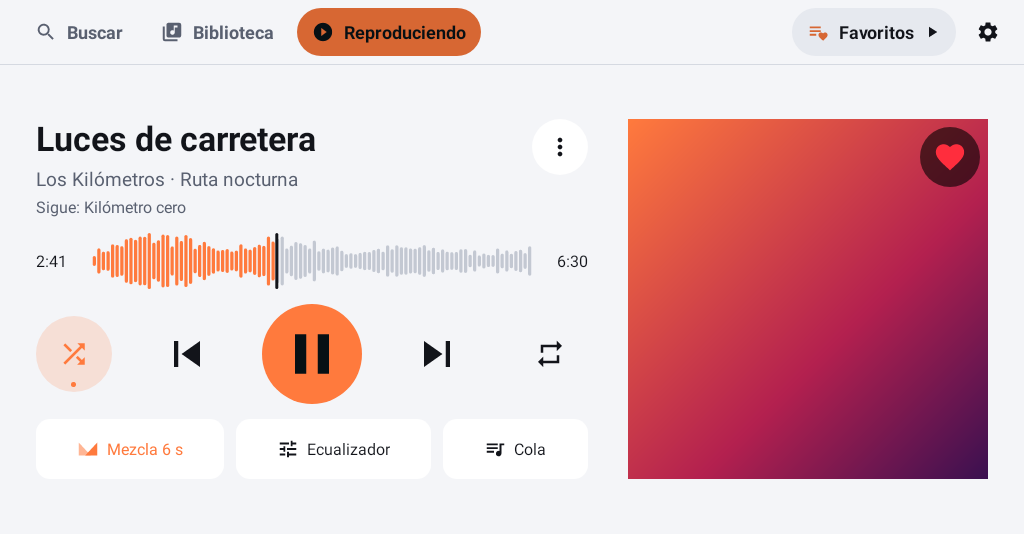 Buscar
Biblioteca
Reproduciendo
Favoritos
Luces de carretera
Los Kilómetros · Ruta nocturna
Sigue: Kilómetro cero
2:41
6:30
Mezcla 6 s
Ecualizador
Cola